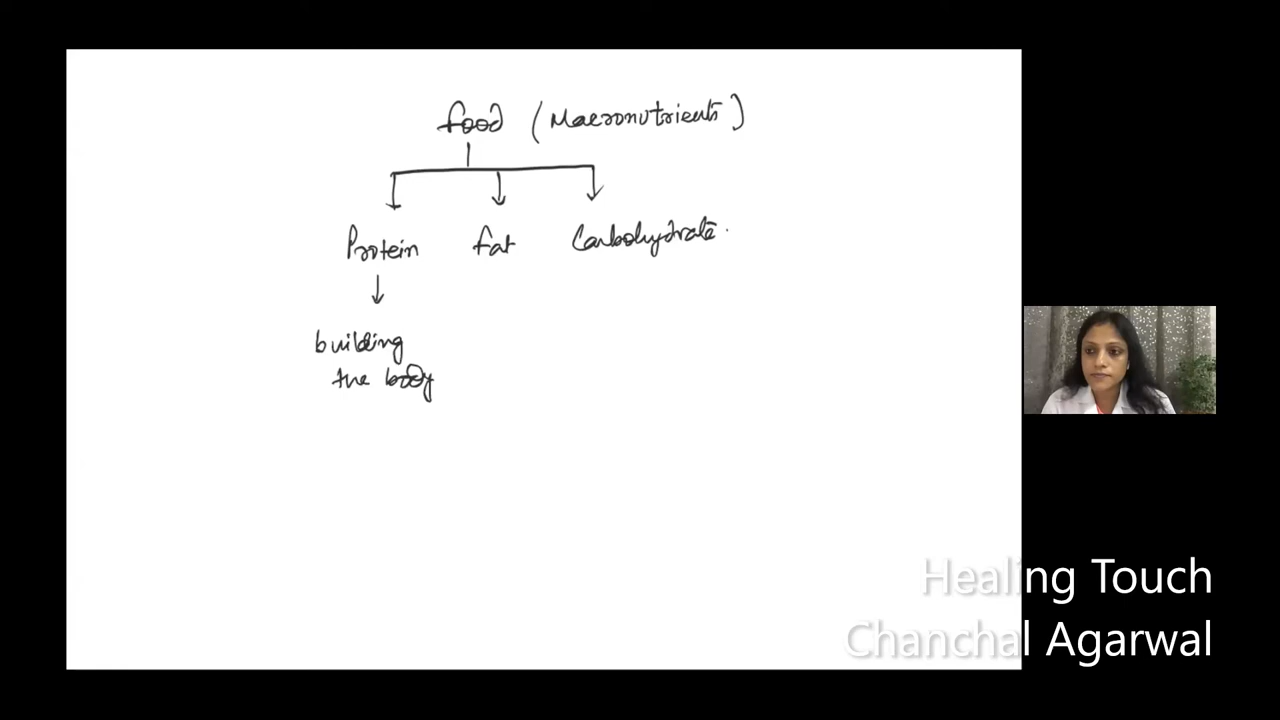 food (Macronutrients)
Protein fat Carbohydrate
building
the body
Healing Touch
Chanchal Agarwal